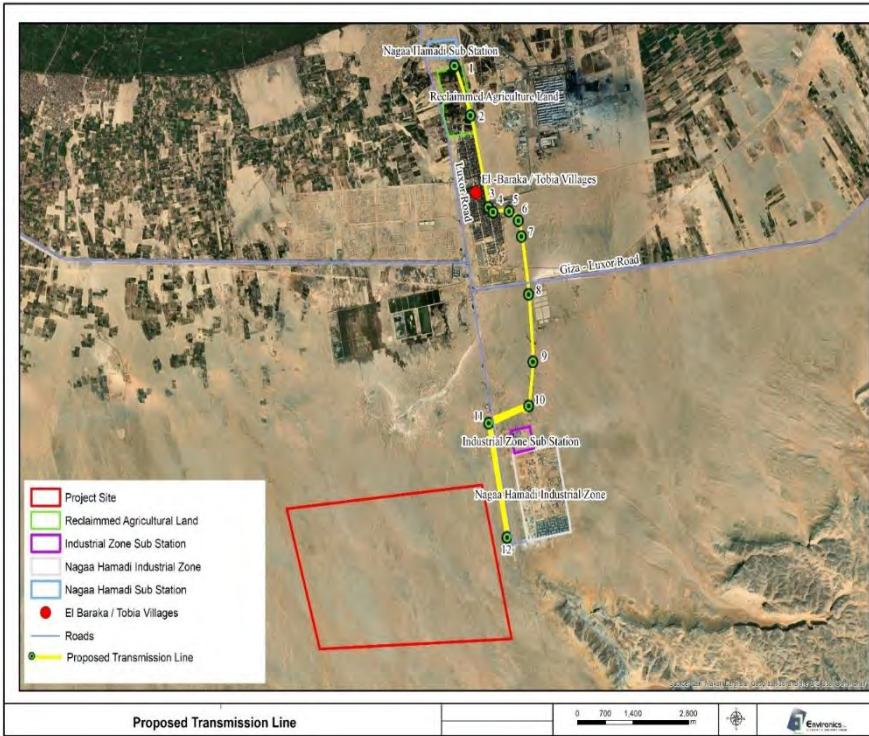 Nagaa Hamadi Sub Station
1
Reclaimmed Agriculture Land
2
El -Baraka / Tobia Villages
Luxor Road
3
4
5
6
7
Giza - Luxor Road
8
9
10
11
Industrial Zone Sub Station
Nagaa Hamadi Industrial Zone
12
Project Site
Reclaimmed Agricultural Land
Industrial Zone Sub Station
Nagaa Hamadi Industrial Zone
Nagaa Hamadi Sub Station
El Baraka / Tobia Villages
Roads
Proposed Transmission Line
Proposed Transmission Line
0 700 1,400 2,800
m
Environics